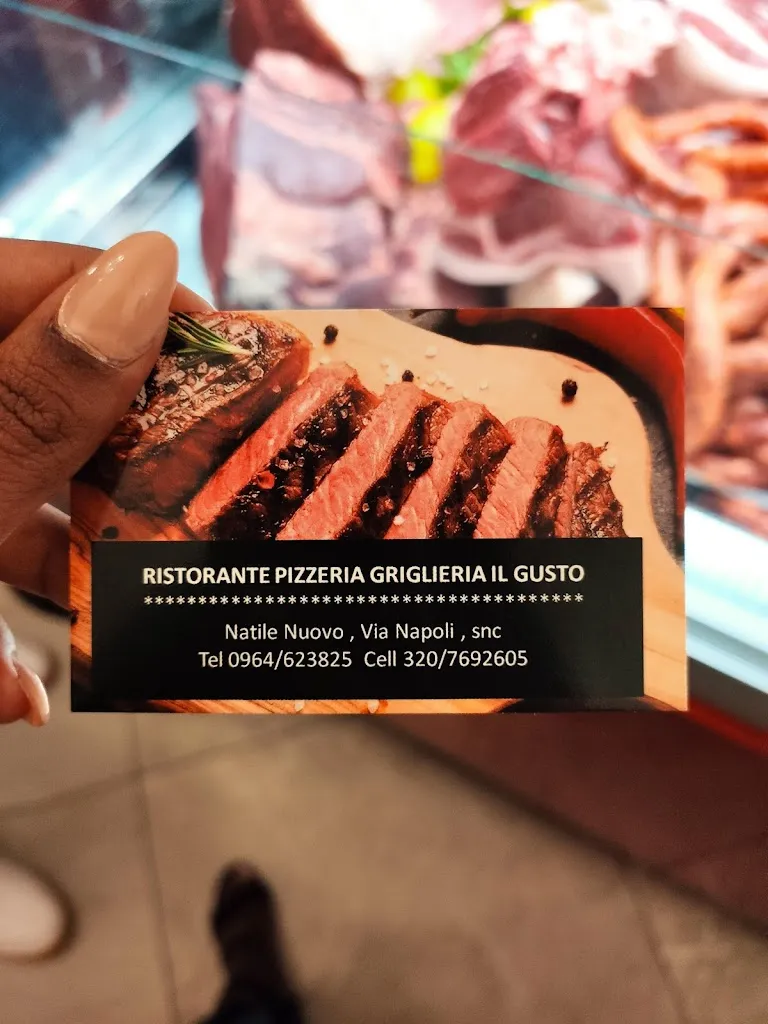 RISTORANTE PIZZERIA GRIGLIERIA IL GUSTO
*************************************
Natile Nuovo , Via Napoli , snc
Tel 0964/623825 Cell 320/7692605